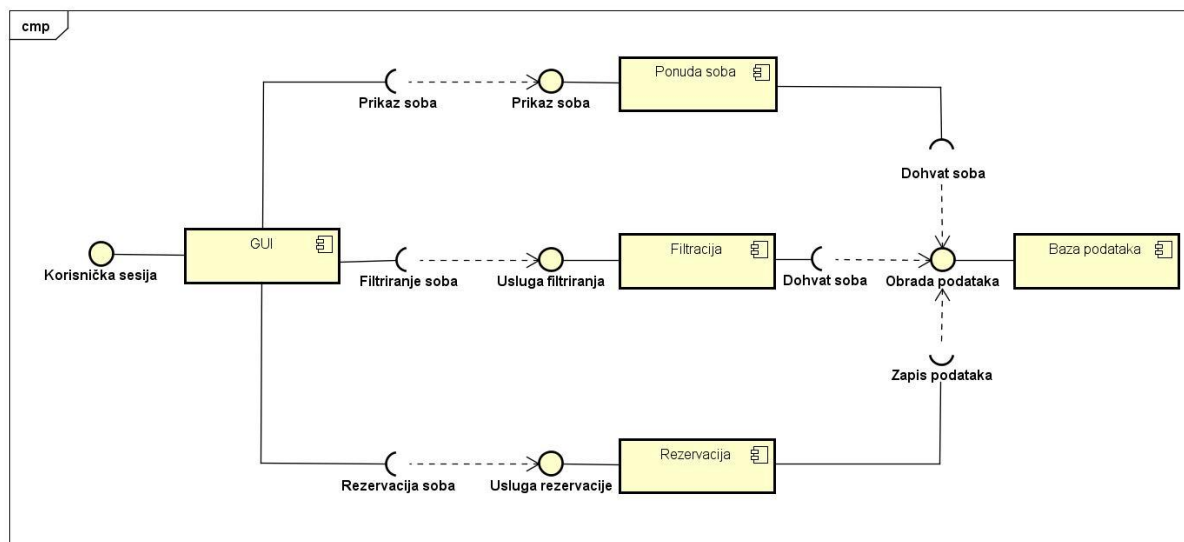 cmp
Ponuda soba
Prikaz soba
Prikaz soba
Dohvat soba
GUI
Filtracija
Baza podataka
Korisnička sesija
Filtriranje soba
Usluga filtriranja
Dohvat soba
Obrada podataka
Zapis podataka
Rezervacija
Rezervacija soba
Usluga rezervacije